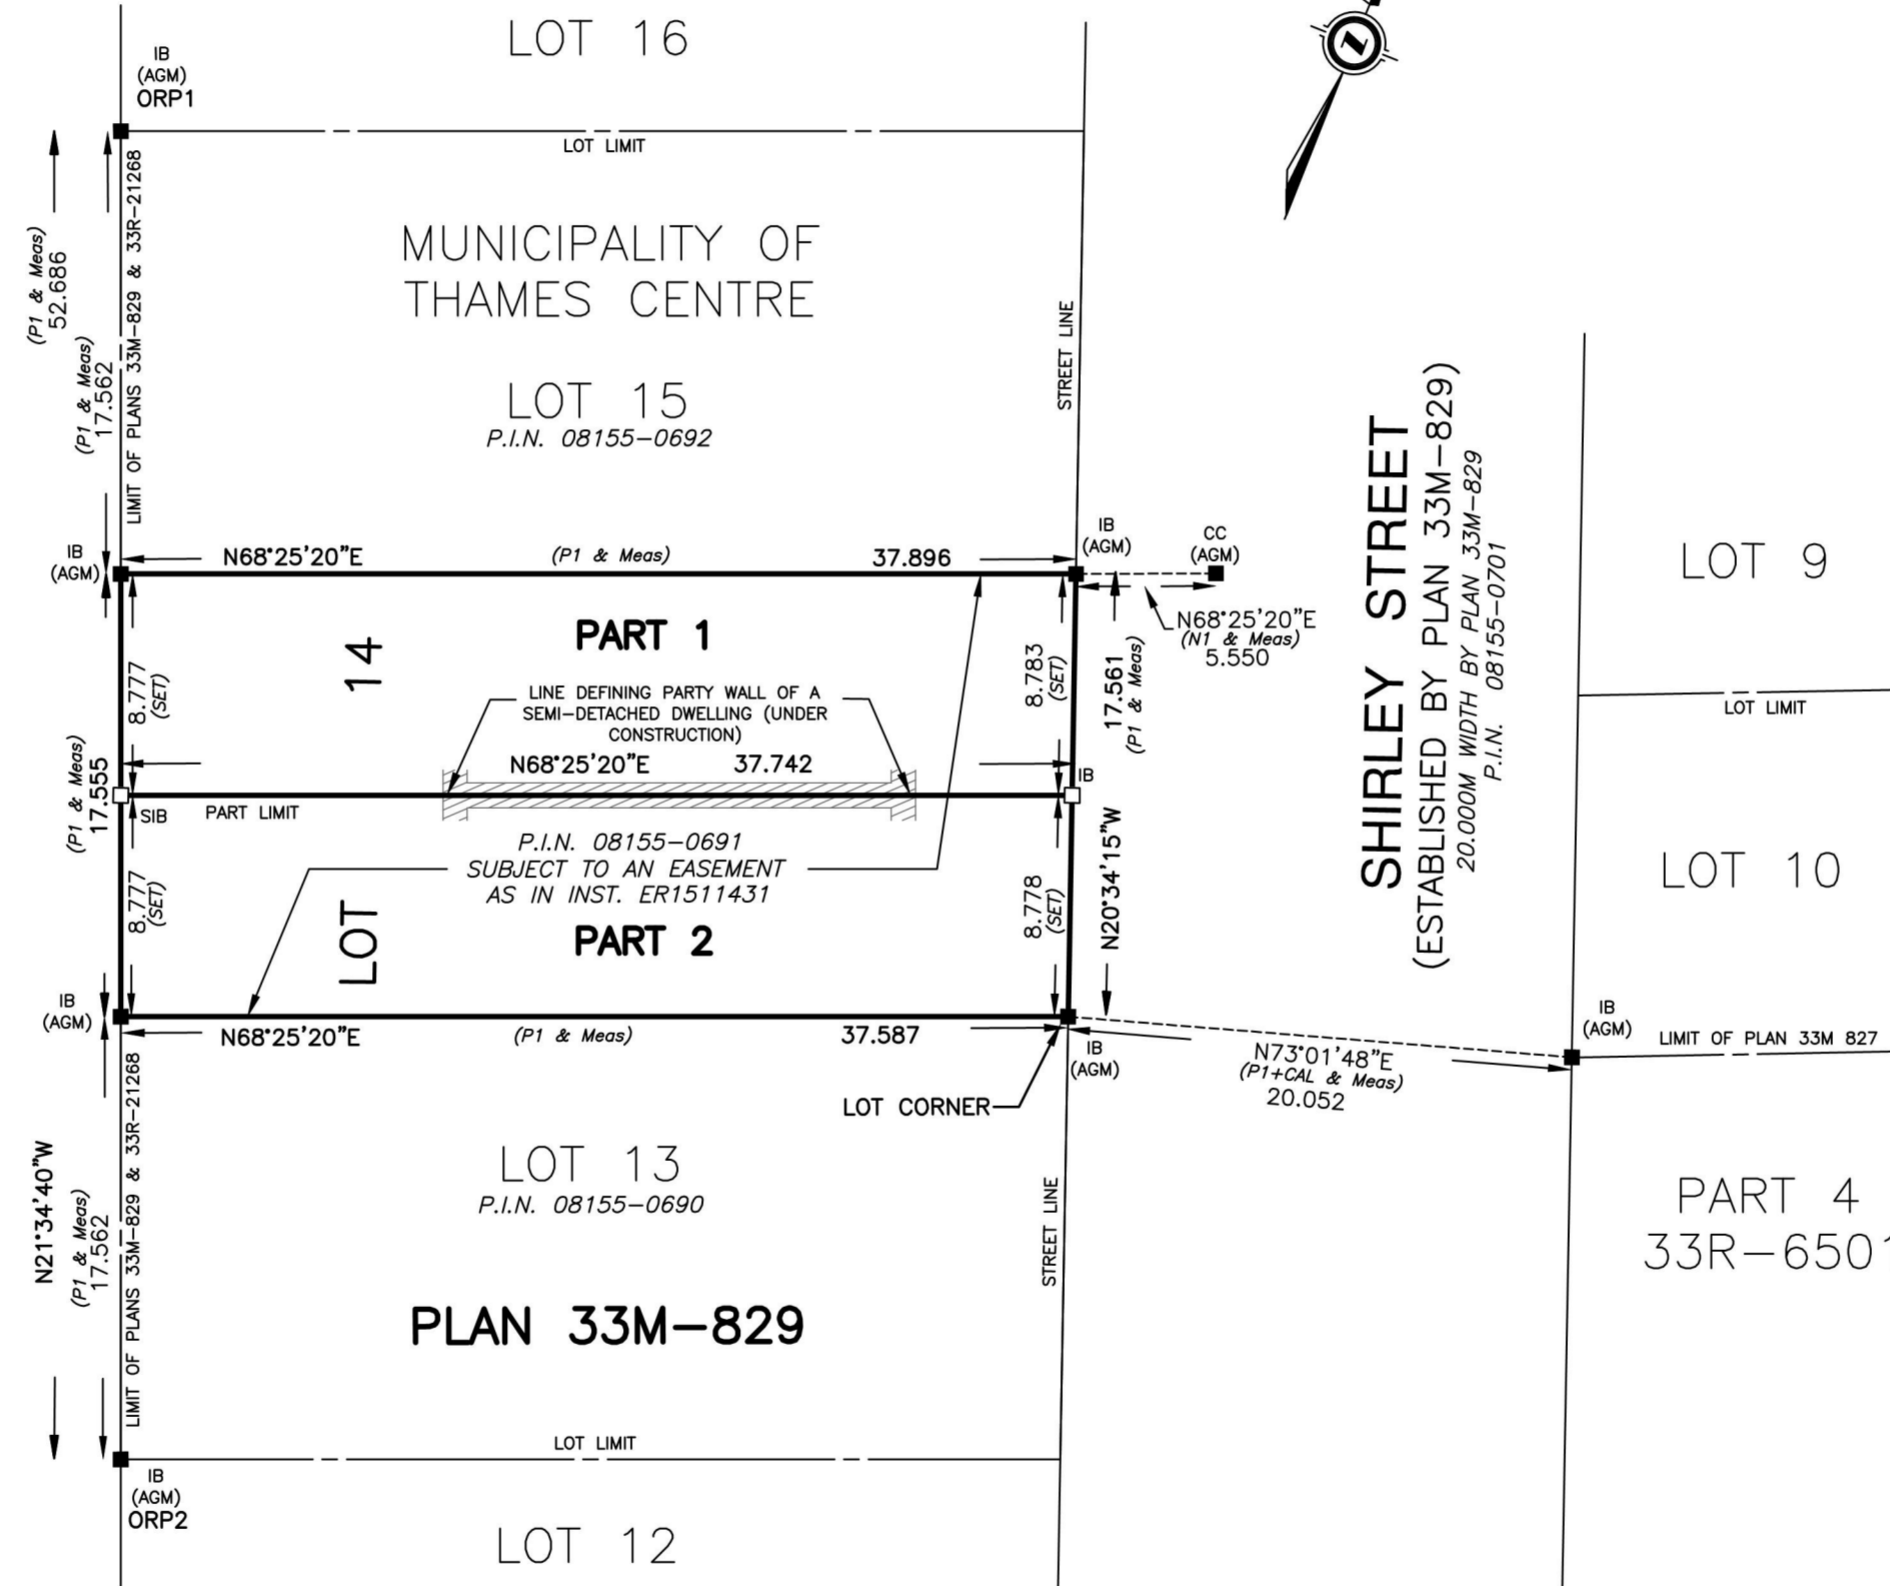 LOT 16
IB
(AGM)
ORP1
LOT LIMIT
LIMIT OF PLANS 33M-829 & 33R-21268
(P1 & Meas)
52.686
(P1 & Meas)
17.562
MUNICIPALITY OF
THAMES CENTRE
LOT 15
P.I.N. 08155-0692
STREET LINE
IB
(AGM)
N68°25'20"E
(P1 & Meas)
37.896
IB
(AGM)
CC
(AGM)
N68°25'20"E
(N1 & Meas)
5.550
PART 1
LOT 14
8.777
(SET)
8.783
(SET)
17.561
(P1 & Meas)
LINE DEFINING PARTY WALL OF A
SEMI-DETACHED DWELLING (UNDER
CONSTRUCTION)
N68°25'20"E
37.742
(P1 & Meas)
17.555
SIB
PART LIMIT
IB
P.I.N. 08155-0691
SUBJECT TO AN EASEMENT
AS IN INST. ER1511431
8.777
(SET)
8.778
(SET)
N20°34'15"W
PART 2
IB
(AGM)
N68°25'20"E
(P1 & Meas)
37.587
IB
(AGM)
LOT CORNER
N73°01'48"E
(P1+CAL & Meas)
20.052
SHIRLEY STREET
(ESTABLISHED BY PLAN 33M-829)
20.000M WIDTH BY PLAN 33M-829
P.I.N. 08155-0701
LOT 9
LOT LIMIT
LOT 10
IB
(AGM)
LIMIT OF PLAN 33M 827
PART 4
33R-6501
N21°34'40"W
(P1 & Meas)
17.562
LIMIT OF PLANS 33M-829 & 33R-21268
LOT 13
P.I.N. 08155-0690
STREET LINE
PLAN 33M-829
LOT LIMIT
IB
(AGM)
ORP2
LOT 12
N